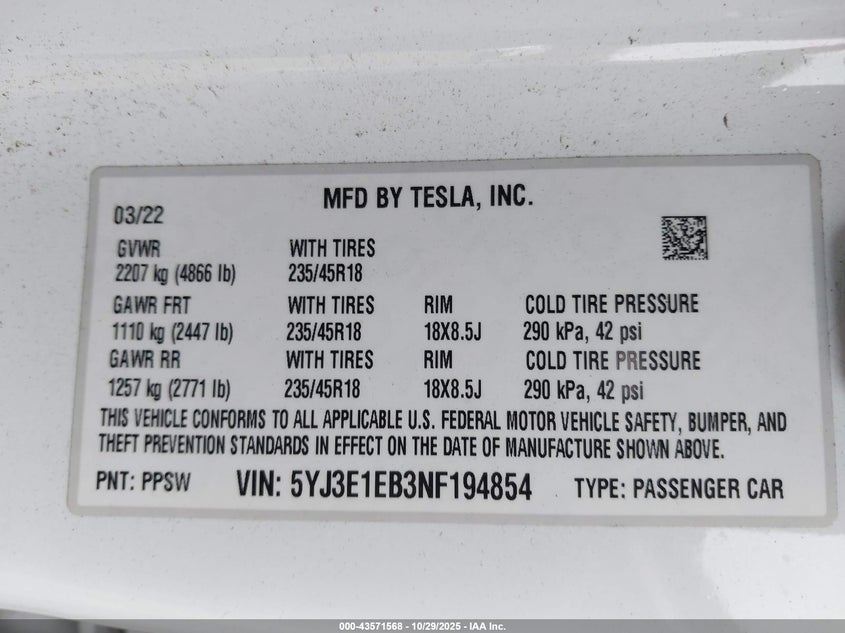 MFD BY TESLA, INC.
03/22
GVWR WITH TIRES
2207 kg (4866 lb) 235/45R18
GAWR FRT WITH TIRES RIM COLD TIRE PRESSURE
1110 kg (2447 lb) 235/45R18 18X8.5J 290 kPa, 42 psi
GAWR RR WITH TIRES RIM COLD TIRE PRESSURE
1257 kg (2771 lb) 235/45R18 18X8.5J 290 kPa, 42 psi
THIS VEHICLE CONFORMS TO ALL APPLICABLE U.S. FEDERAL MOTOR VEHICLE SAFETY, BUMPER, AND
THEFT PREVENTION STANDARDS IN EFFECT ON THE DATE OF MANUFACTURE SHOWN ABOVE.
PNT: PPSW VIN: 5YJ3E1EB3NF194854 TYPE: PASSENGER CAR
000-43571568 - 10/29/2025 - IAA Inc.